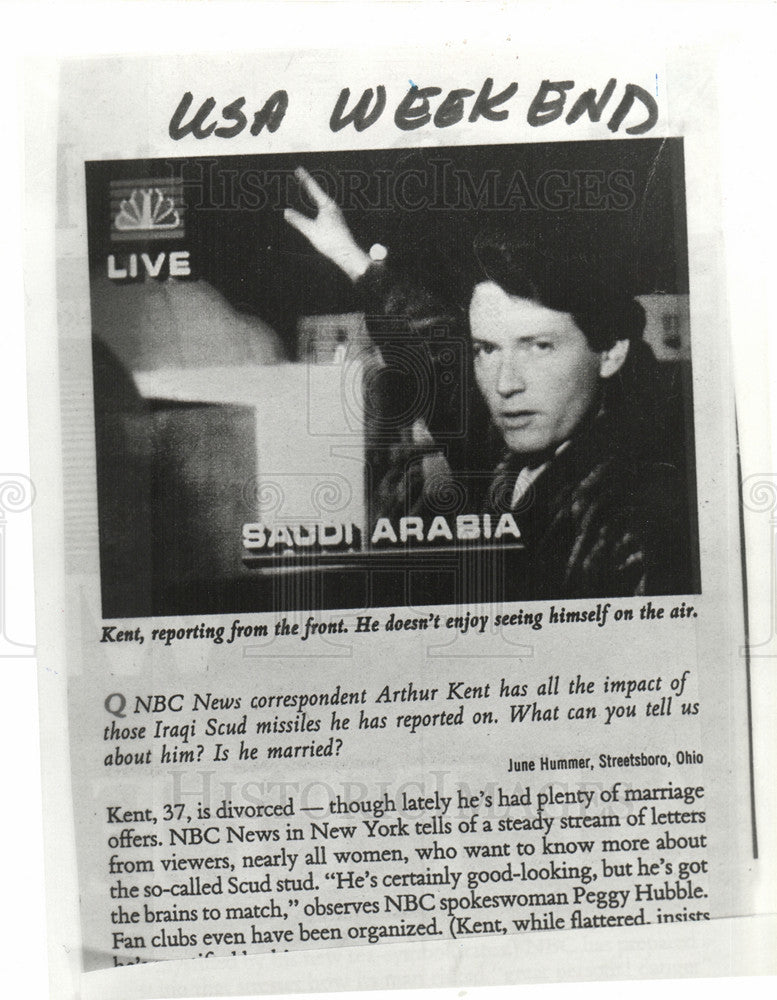 USA WEEKEND
HISTORIC IMAGES
LIVE
SAUDI ARABIA
Kent, reporting from the front. He doesn't enjoy seeing himself on the air.
Q NBC News correspondent Arthur Kent has all the impact of
those Iraqi Scud missiles he has reported on. What can you tell us
about him? Is he married?
June Hummer, Streetsboro, Ohio
HISTORIC IMAGES
Kent, 37, is divorced — though lately he's had plenty of marriage
offers. NBC News in New York tells of a steady stream of letters
from viewers, nearly all women, who want to know more about
the so-called Scud stud. "He's certainly good-looking, but he's got
the brains to match," observes NBC spokeswoman Peggy Hubble.
Fan clubs even have been organized. (Kent, while flattered, insists